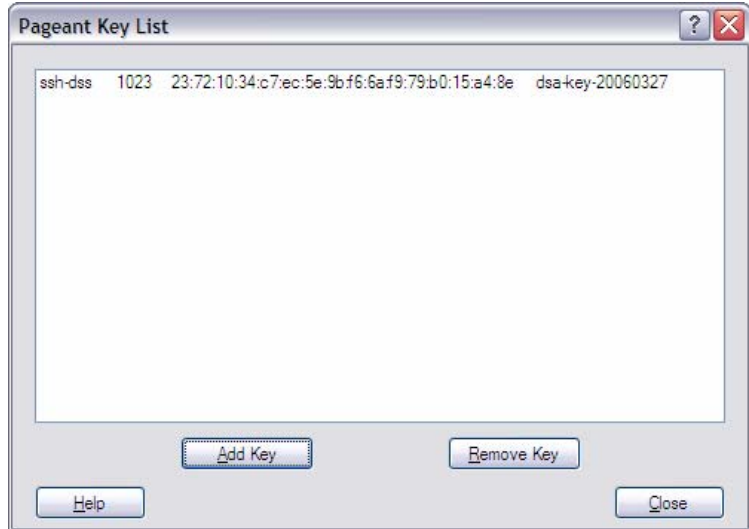 Pageant Key List
ssh-dss 1023 23:72:10:34:c7:ec:5e:9b:f6:6a:f9:79:b0:15:a4:8e dsa-key-20060327
Add Key Remove Key
Help Close